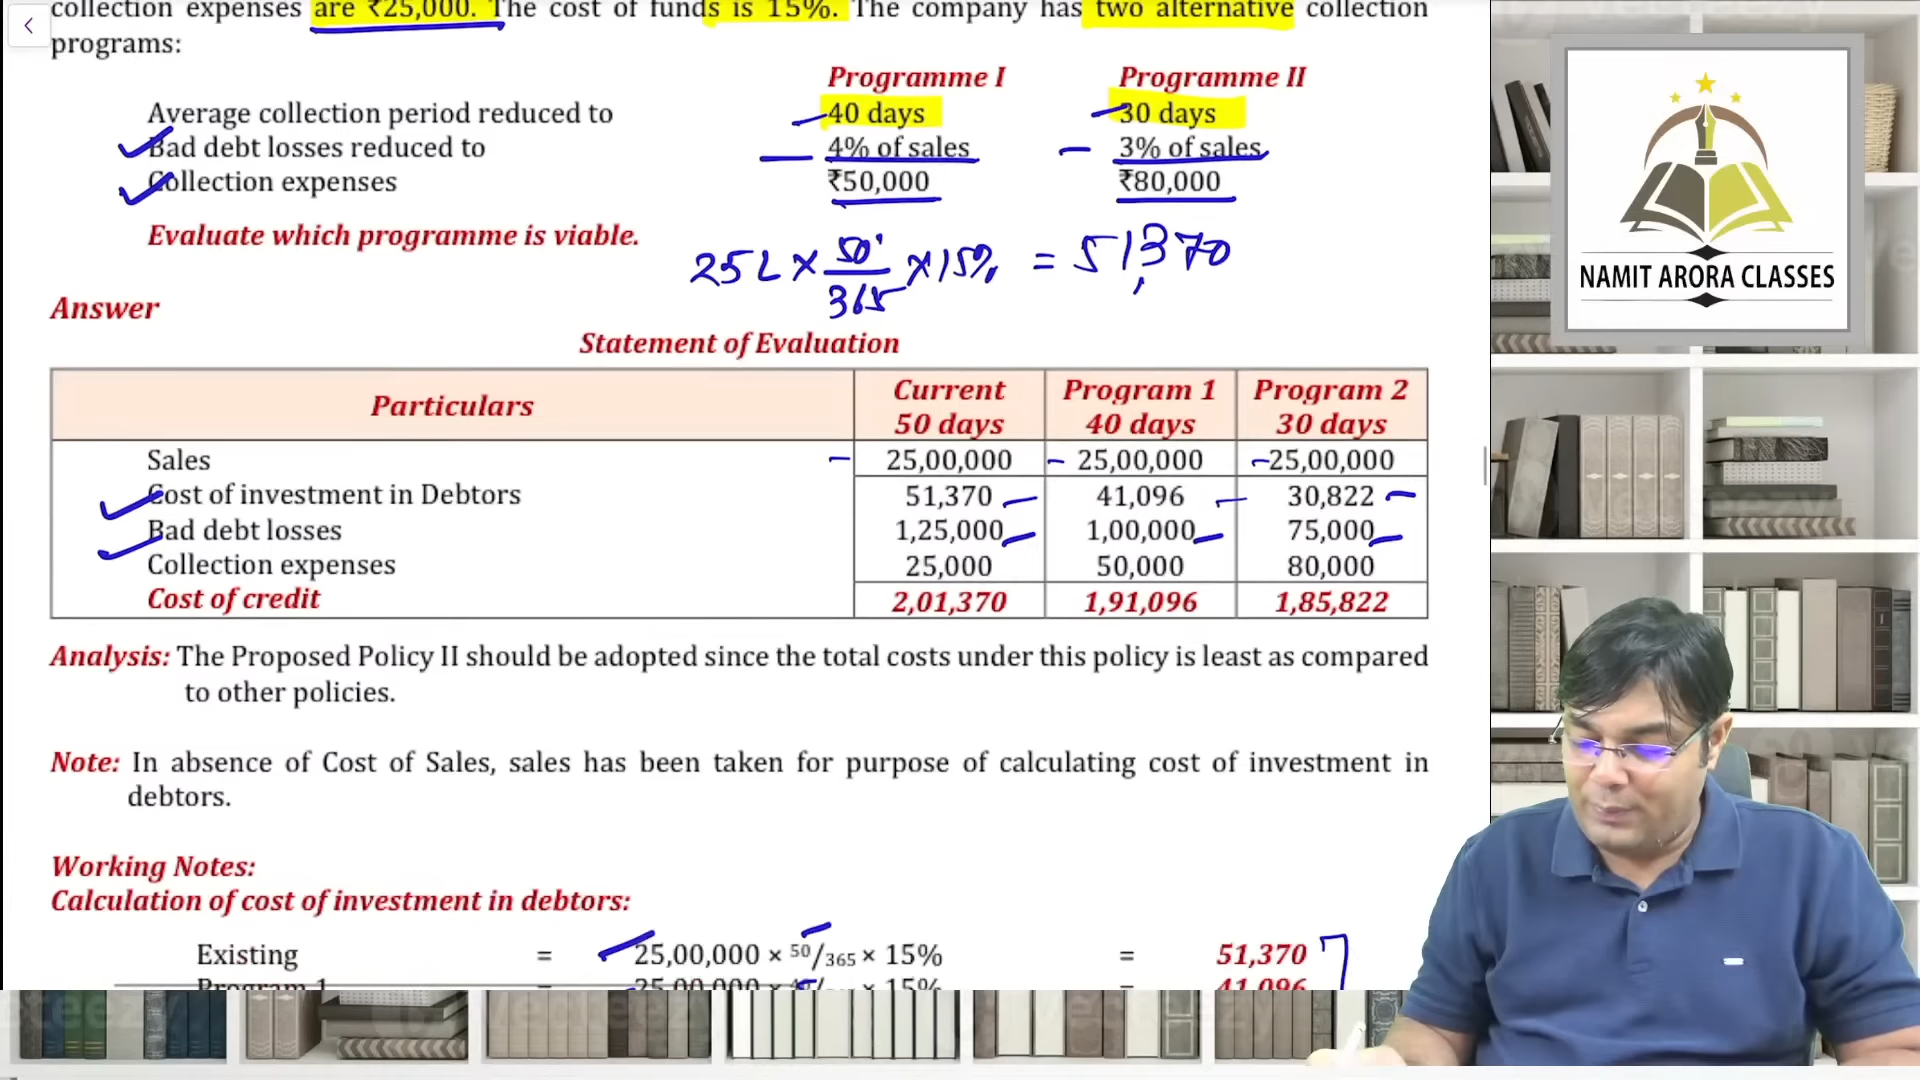 collection expenses are ₹25,000. The cost of funds is 15%. The company has two alternative collection
programs:
Programme I Programme II
Average collection period reduced to 40 days 30 days
Bad debt losses reduced to 4% of sales 3% of sales
Collection expenses ₹50,000 ₹80,000
Evaluate which programme is viable.
25L × 50/365 × 15% = 51,370
Answer
Statement of Evaluation
Particulars Current 50 days Program 1 40 days Program 2 30 days
Sales 25,00,000 25,00,000 25,00,000
Cost of investment in Debtors 51,370 41,096 30,822
Bad debt losses 1,25,000 1,00,000 75,000
Collection expenses 25,000 50,000 80,000
Cost of credit 2,01,370 1,91,096 1,85,822
Analysis: The Proposed Policy II should be adopted since the total costs under this policy is least as compared
to other policies.
Note: In absence of Cost of Sales, sales has been taken for purpose of calculating cost of investment in
debtors.
Working Notes:
Calculation of cost of investment in debtors:
Existing = 25,00,000 × 50/365 × 15% = 51,370
Program 1 = 25,00,000 × 15% = 41,096
NAMIT ARORA CLASSES